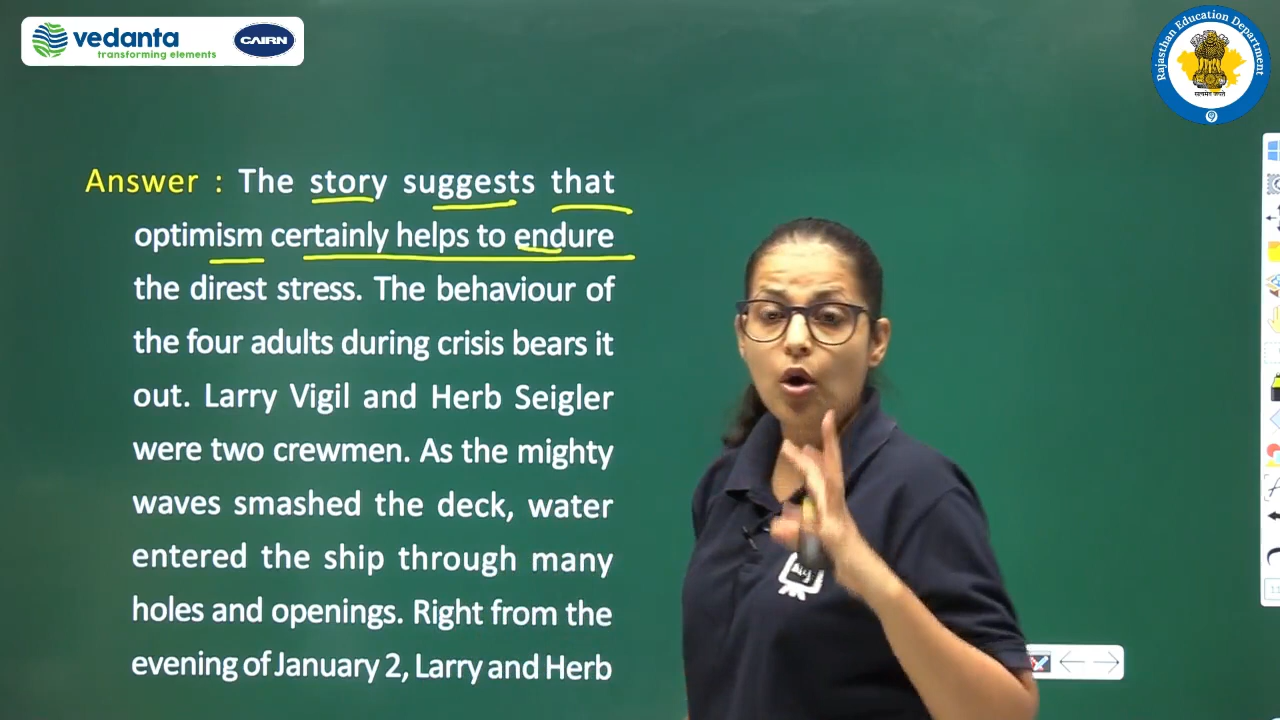 vedanta
transforming elements
CAIRN
Rajasthan Education Department
सत्यमेव जयते
Answer : The story suggests that
optimism certainly helps to endure
the direst stress. The behaviour of
the four adults during crisis bears it
out. Larry Vigil and Herb Seigler
were two crewmen. As the mighty
waves smashed the deck, water
entered the ship through many
holes and openings. Right from the
evening of January 2, Larry and Herb